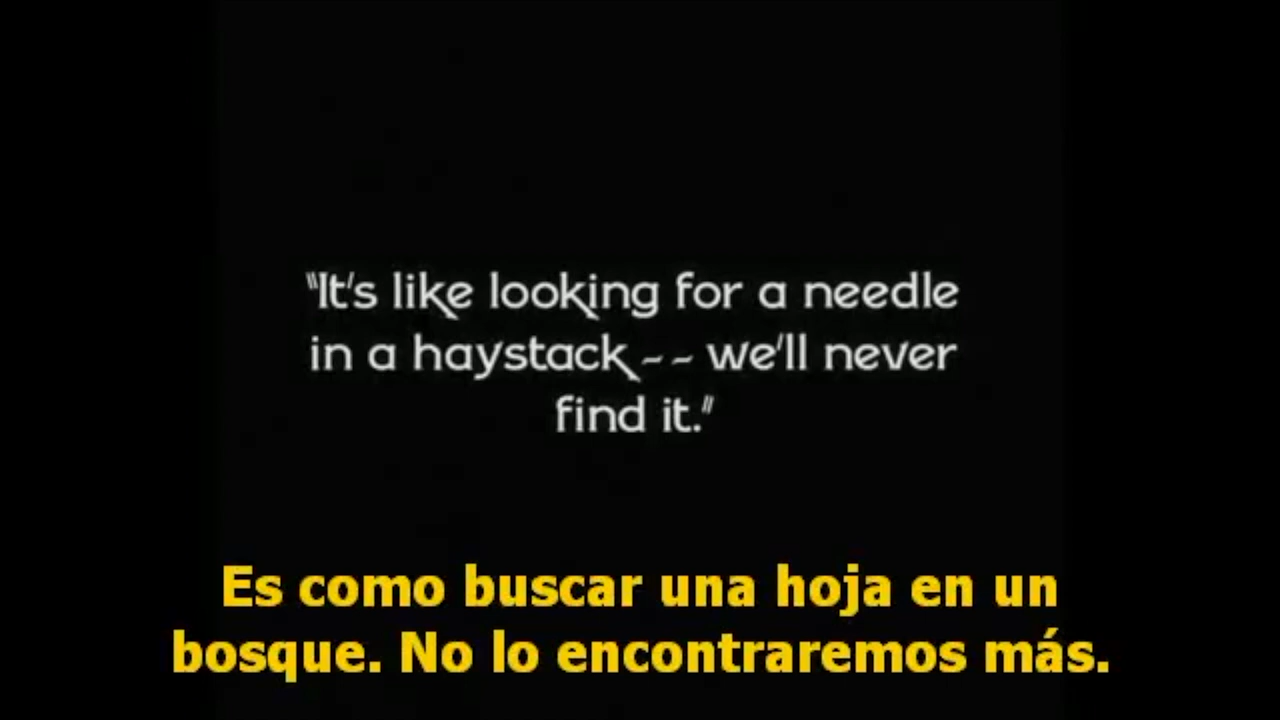 "It's like looking for a needle
in a haystack -- we'll never
find it."
Es como buscar una hoja en un
bosque. No lo encontraremos más.